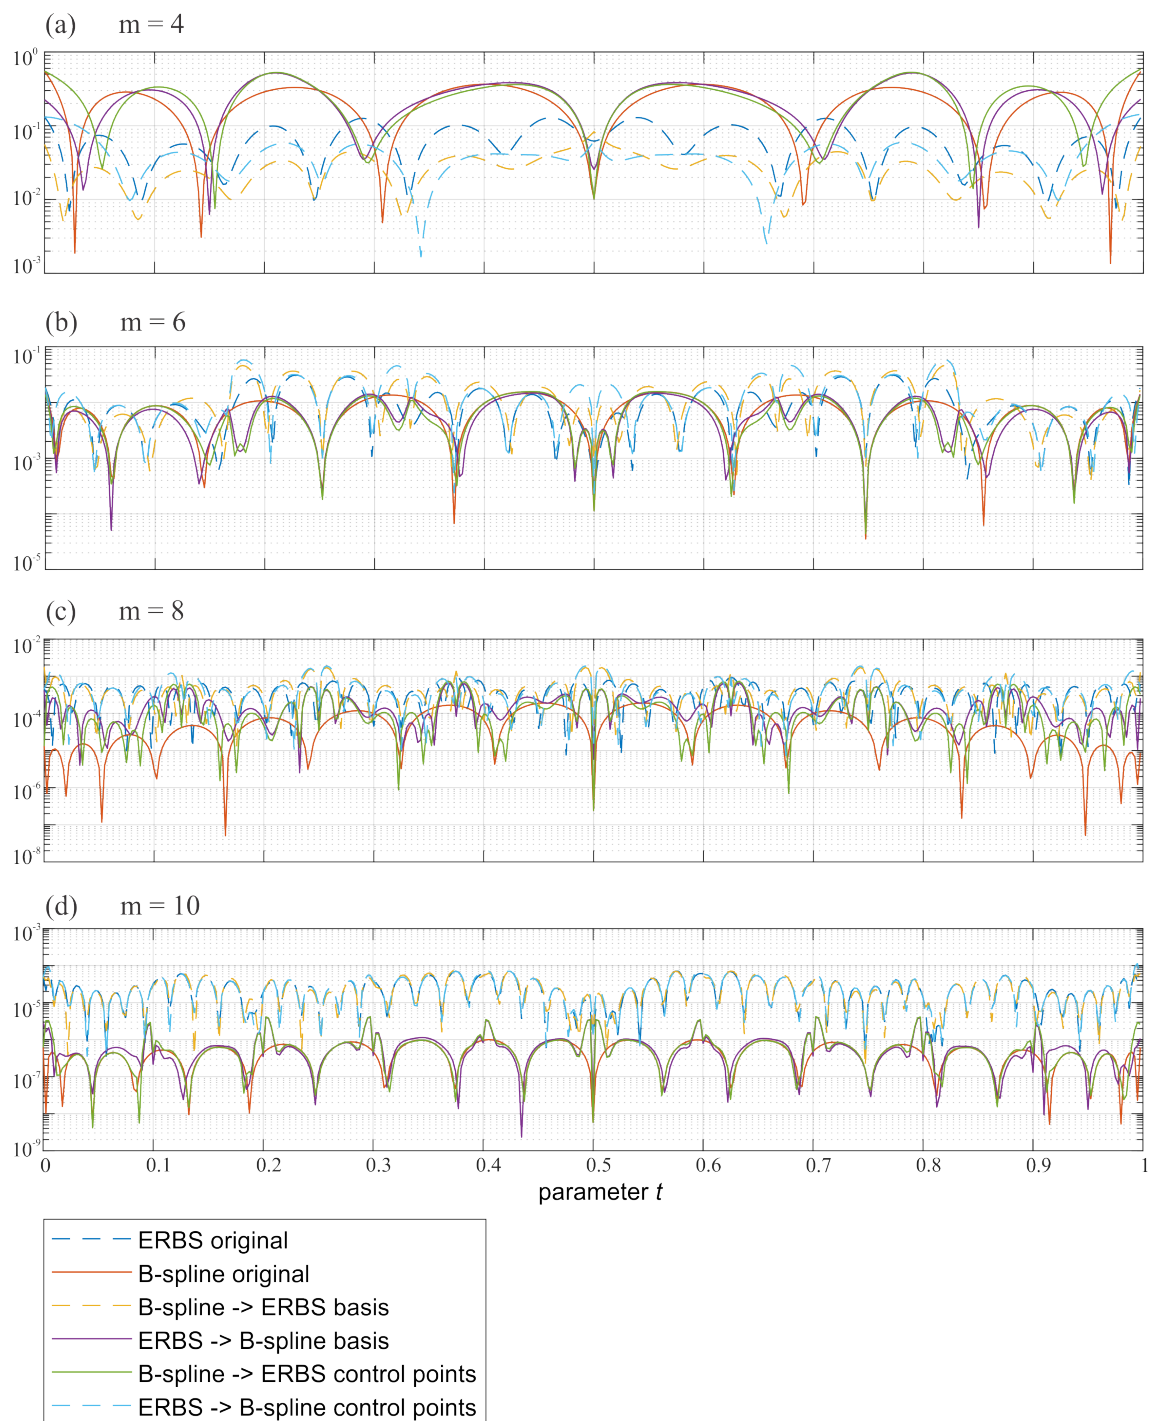 (a) m = 4
10^0
10^-1
10^-2
10^-3
(b) m = 6
10^-1
10^-3
10^-5
(c) m = 8
10^-2
10^-4
10^-6
10^-8
(d) m = 10
10^-3
10^-5
10^-7
10^-9
0 0.1 0.2 0.3 0.4 0.5 0.6 0.7 0.8 0.9 1
parameter t
ERBS original
B-spline original
B-spline -> ERBS basis
ERBS -> B-spline basis
B-spline -> ERBS control points
ERBS -> B-spline control points